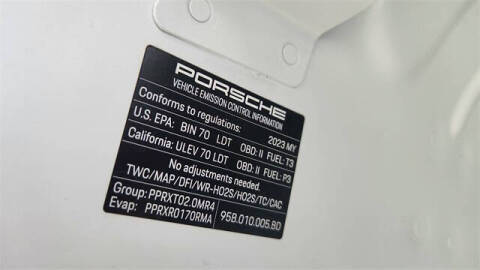 PORSCHE
VEHICLE EMISSION CONTROL INFORMATION
Conforms to regulations: 2023 MY
U.S. EPA: BIN 70 LDT OBD: II FUEL: T3
California: ULEV 70 LDT OBD: II FUEL: P3
No adjustments needed.
TWC/MAP/DFI/WR-HO2S/HO2S/TC/CAC
Group: PPRXT02.0MR4
Evap: PPRXR0170RMA 95B.010.005.BD